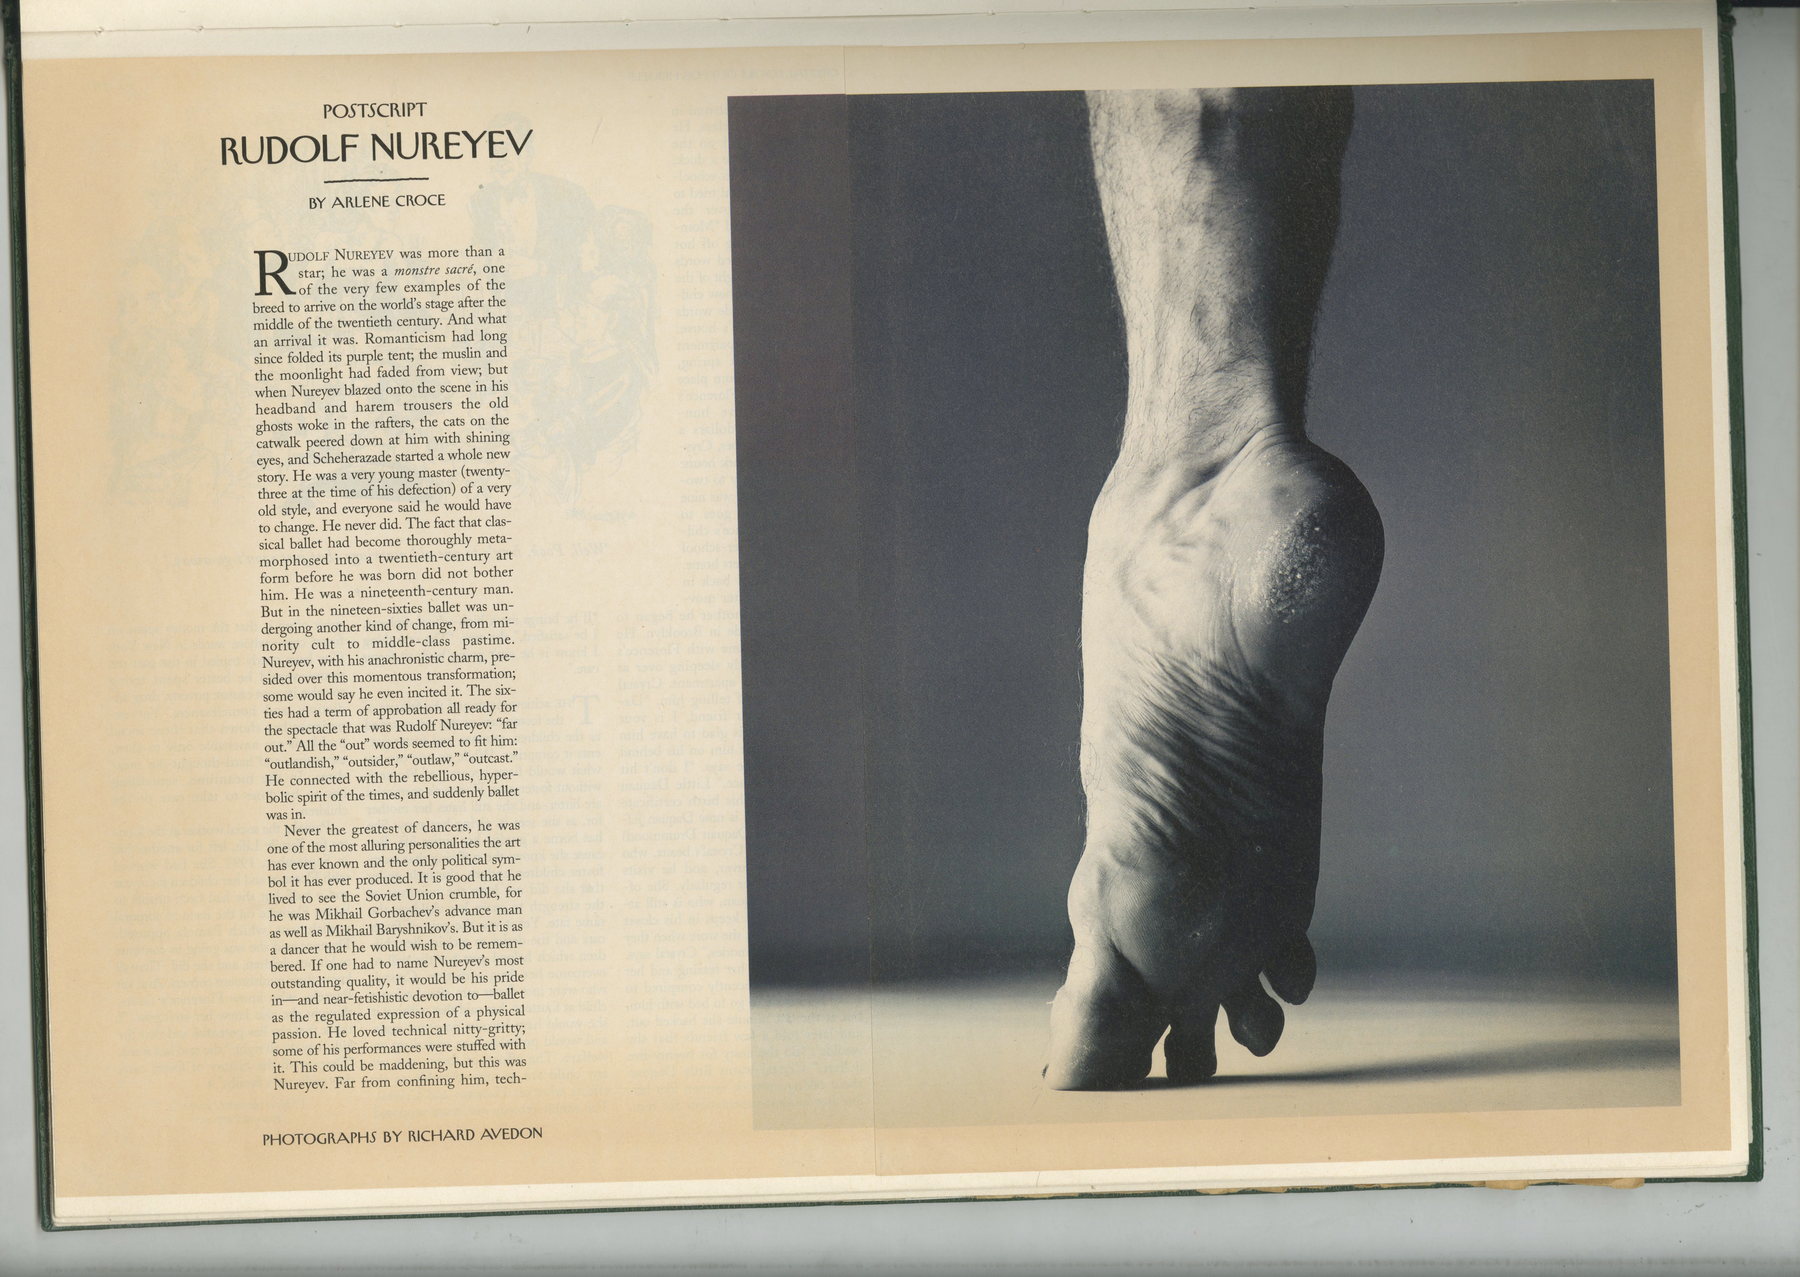 POSTSCRIPT
RUDOLF NUREYEV
BY ARLENE CROCE
RUDOLF NUREYEV was more than a
star; he was a monstre sacré, one
of the very few examples of the
breed to arrive on the world's stage after the
middle of the twentieth century. And what
an arrival it was. Romanticism had long
since folded its purple tent; the muslin and
the moonlight had faded from view; but
when Nureyev blazed onto the scene in his
headband and harem trousers the old
ghosts woke in the rafters, the cats on the
catwalk peered down at him with shining
eyes, and Scheherazade started a whole new
story. He was a very young master (twenty-
three at the time of his defection) of a very
old style, and everyone said he would have
to change. He never did. The fact that clas-
sical ballet had become thoroughly meta-
morphosed into a twentieth-century art
form before he was born did not bother
him. He was a nineteenth-century man.
But in the nineteen-sixties ballet was un-
dergoing another kind of change, from mi-
nority cult to middle-class pastime.
Nureyev, with his anachronistic charm, pre-
sided over this momentous transformation;
some would say he even incited it. The six-
ties had a term of approbation all ready for
the spectacle that was Rudolf Nureyev: “far
out.” All the “out” words seemed to fit him:
“outlandish,” “outsider,” “outlaw,” “outcast.”
He connected with the rebellious, hyper-
bolic spirit of the times, and suddenly ballet
was in.
Never the greatest of dancers, he was
one of the most alluring personalities the art
has ever known and the only political sym-
bol it has ever produced. It is good that he
lived to see the Soviet Union crumble, for
he was Mikhail Gorbachev's advance man
as well as Mikhail Baryshnikov's. But it is as
a dancer that he would wish to be remem-
bered. If one had to name Nureyev's most
outstanding quality, it would be his pride
in—and near-fetishistic devotion to—ballet
as the regulated expression of a physical
passion. He loved technical nitty-gritty;
some of his performances were stuffed with
it. This could be maddening, but this was
Nureyev. Far from confining him, tech-
PHOTOGRAPHS BY RICHARD AVEDON